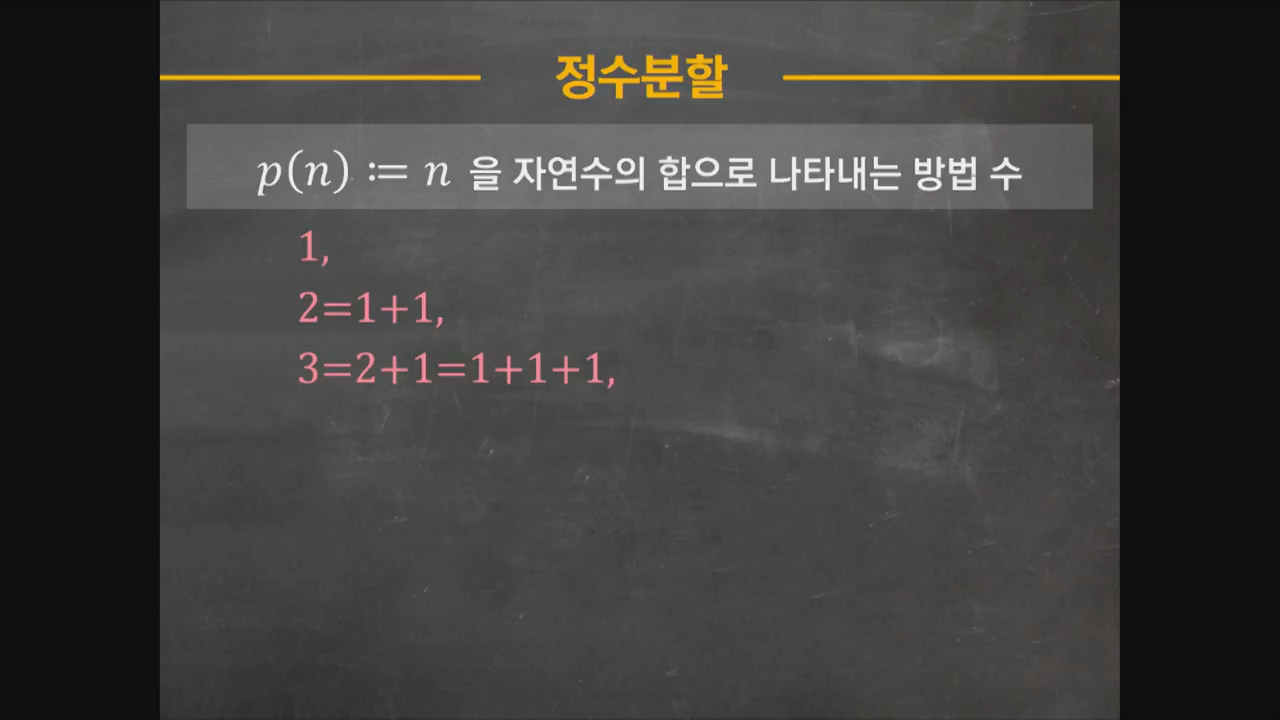 정수분할
p(n) ≔ n 을 자연수의 합으로 나타내는 방법 수
1,
2=1+1,
3=2+1=1+1+1,